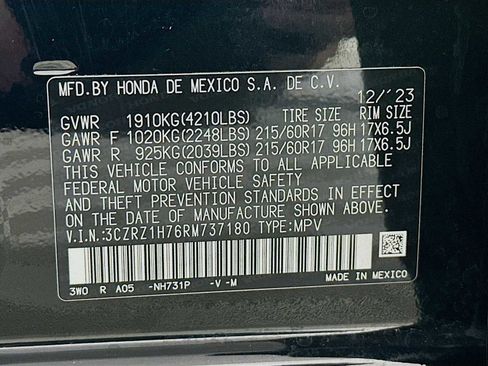 MFD.BY HONDA DE MEXICO S.A. DE C.V.
12/'23
GVWR 1910KG(4210LBS) TIRE SIZE RIM SIZE
GAWR F 1020KG(2248LBS) 215/60R17 96H 17X6.5J
GAWR R 925KG(2039LBS) 215/60R17 96H 17X6.5J
THIS VEHICLE CONFORMS TO ALL APPLICABLE
FEDERAL MOTOR VEHICLE SAFETY
AND THEFT PREVENTION STANDARDS IN EFFECT ON
THE DATE OF MANUFACTURE SHOWN ABOVE.
V.I.N:3CZRZ1H76RM737180 TYPE:MPV
3W0 R A05 -NH731P -V -M
MADE IN MEXICO